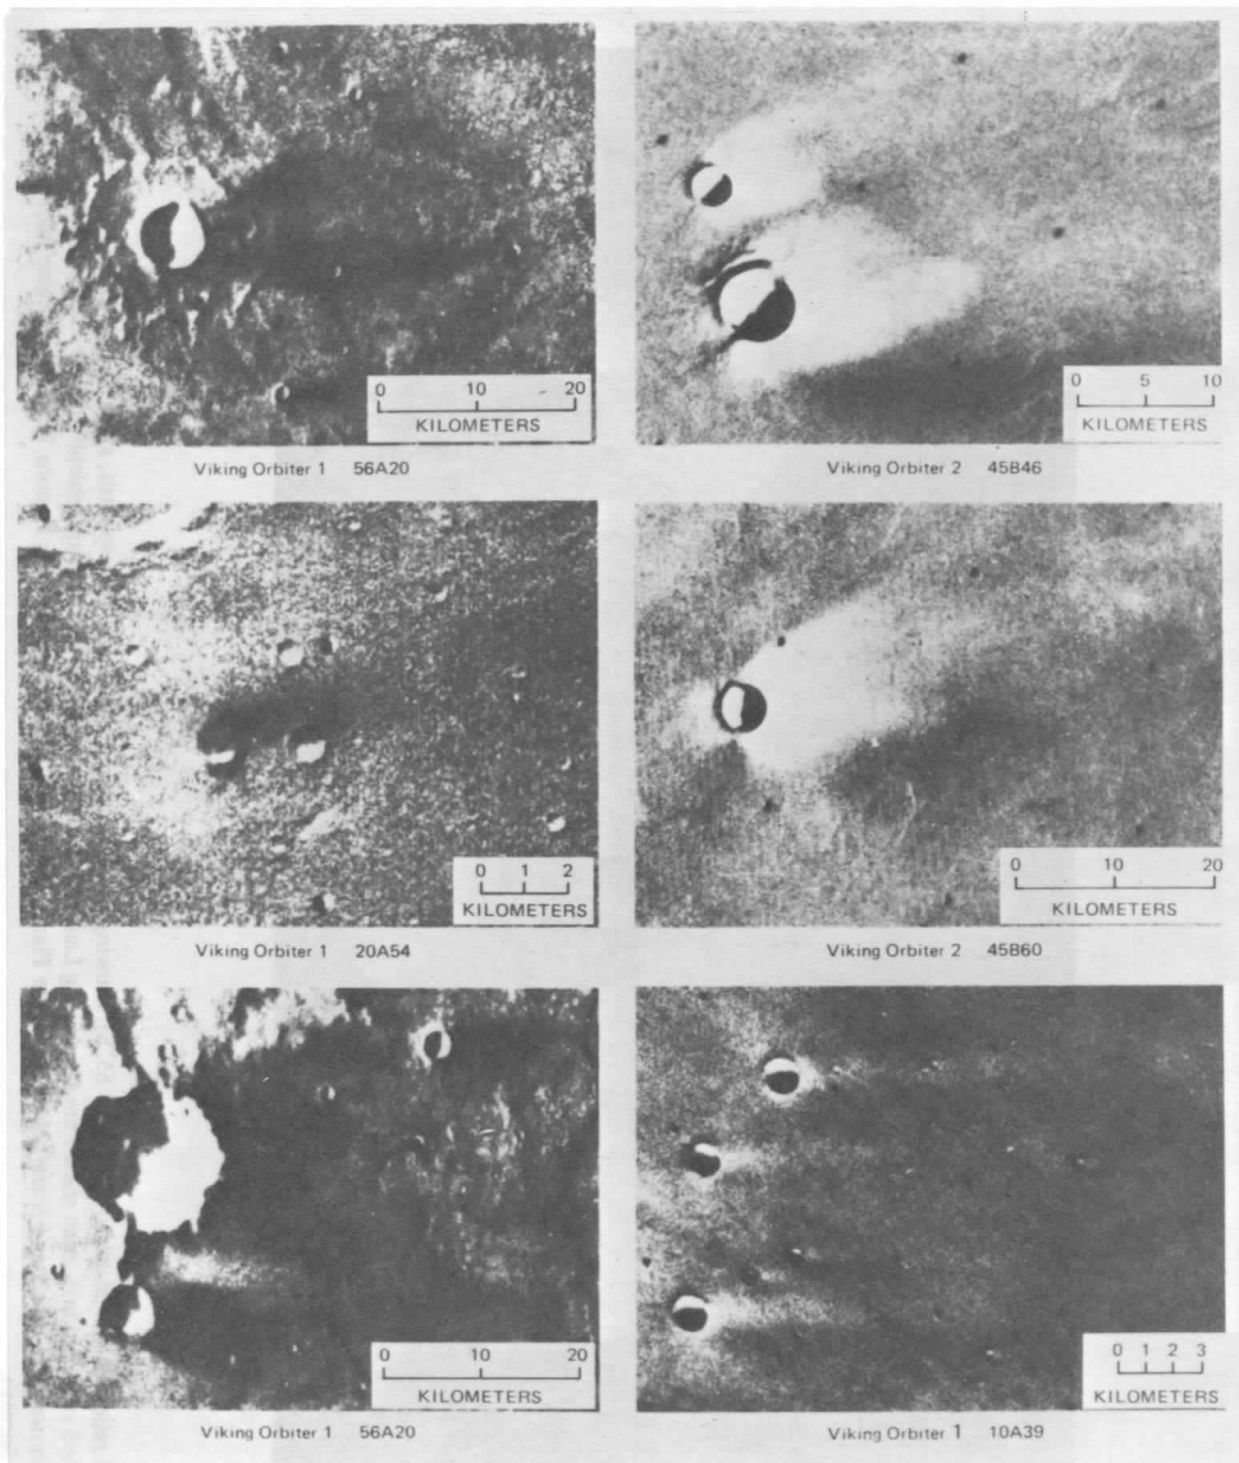 0 10 20
KILOMETERS
Viking Orbiter 1 56A20
0 5 10
KILOMETERS
Viking Orbiter 2 45B46
0 1 2
KILOMETERS
Viking Orbiter 1 20A54
0 10 20
KILOMETERS
Viking Orbiter 2 45B60
0 10 20
KILOMETERS
Viking Orbiter 1 56A20
0 1 2 3
KILOMETERS
Viking Orbiter 1 10A39